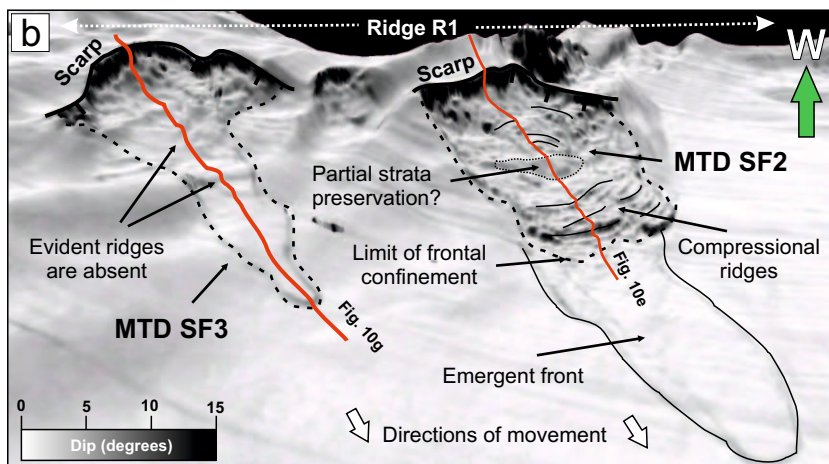 b
Ridge R1
W
Scarp
Scarp
MTD SF2
Partial strata
preservation?
Evident ridges
are absent
Limit of frontal
confinement
Compressional
ridges
MTD SF3
Fig. 10g
Fig. 10e
Emergent front
0 5 10 15
Dip (degrees)
Directions of movement